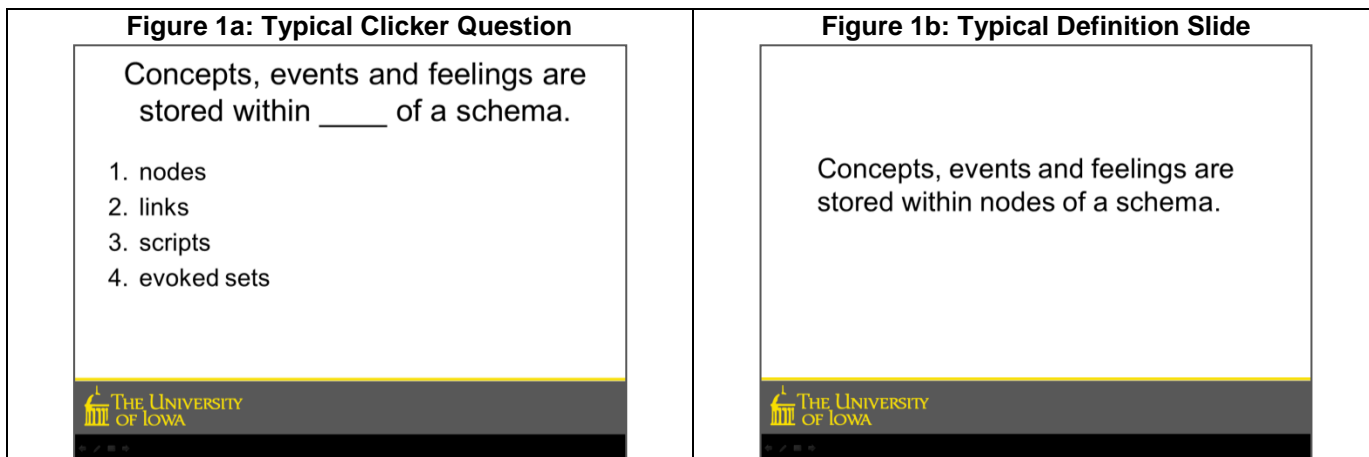 Figure 1a: Typical Clicker Question
Concepts, events and feelings are
stored within ____ of a schema.
1. nodes
2. links
3. scripts
4. evoked sets
THE UNIVERSITY
OF IOWA
Figure 1b: Typical Definition Slide
Concepts, events and feelings are
stored within nodes of a schema.
THE UNIVERSITY
OF IOWA